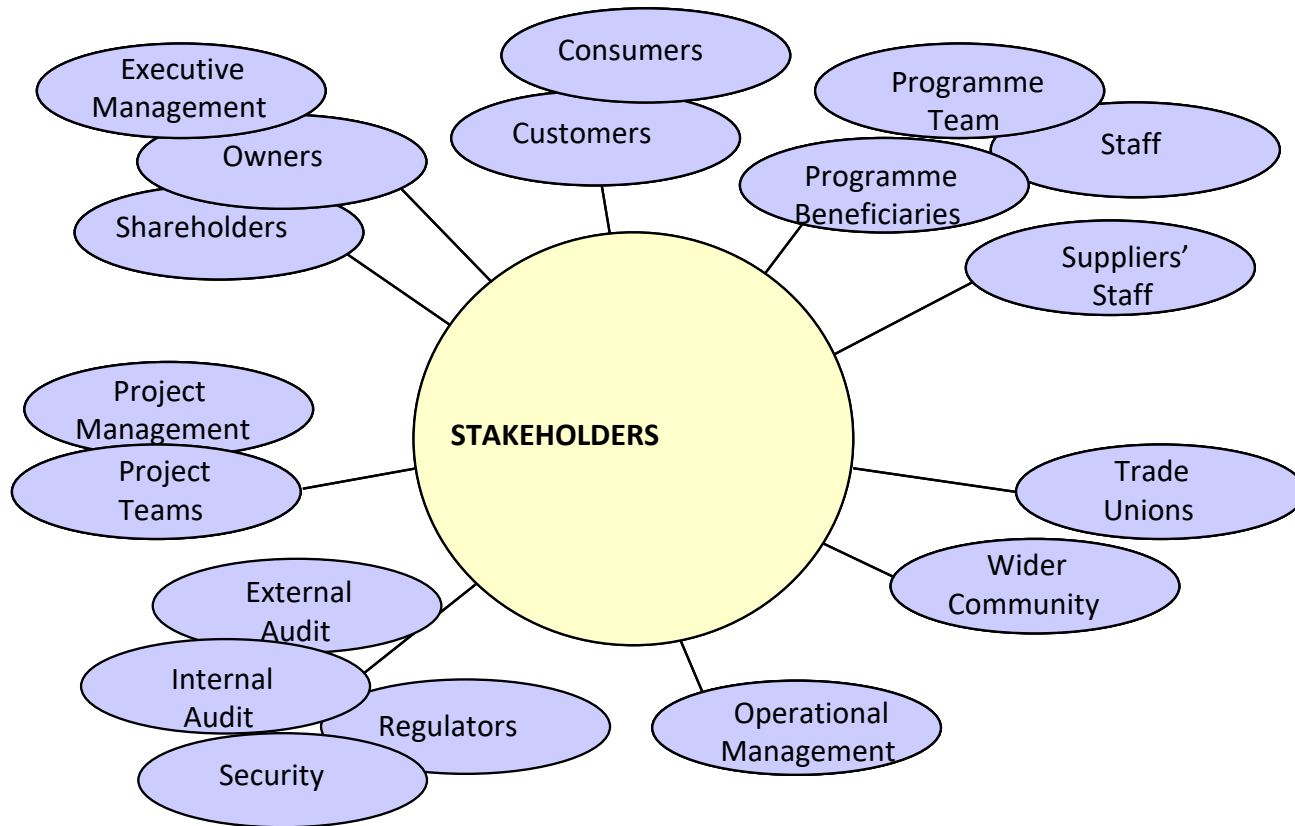 Consumers
Customers
Executive
Management
Owners
Shareholders
Programme
Team
Staff
Programme
Beneficiaries
Suppliers’
Staff
Project
Management
Project
Teams
STAKEHOLDERS
Trade
Unions
Wider
Community
External
Audit
Internal
Audit
Regulators
Security
Operational
Management